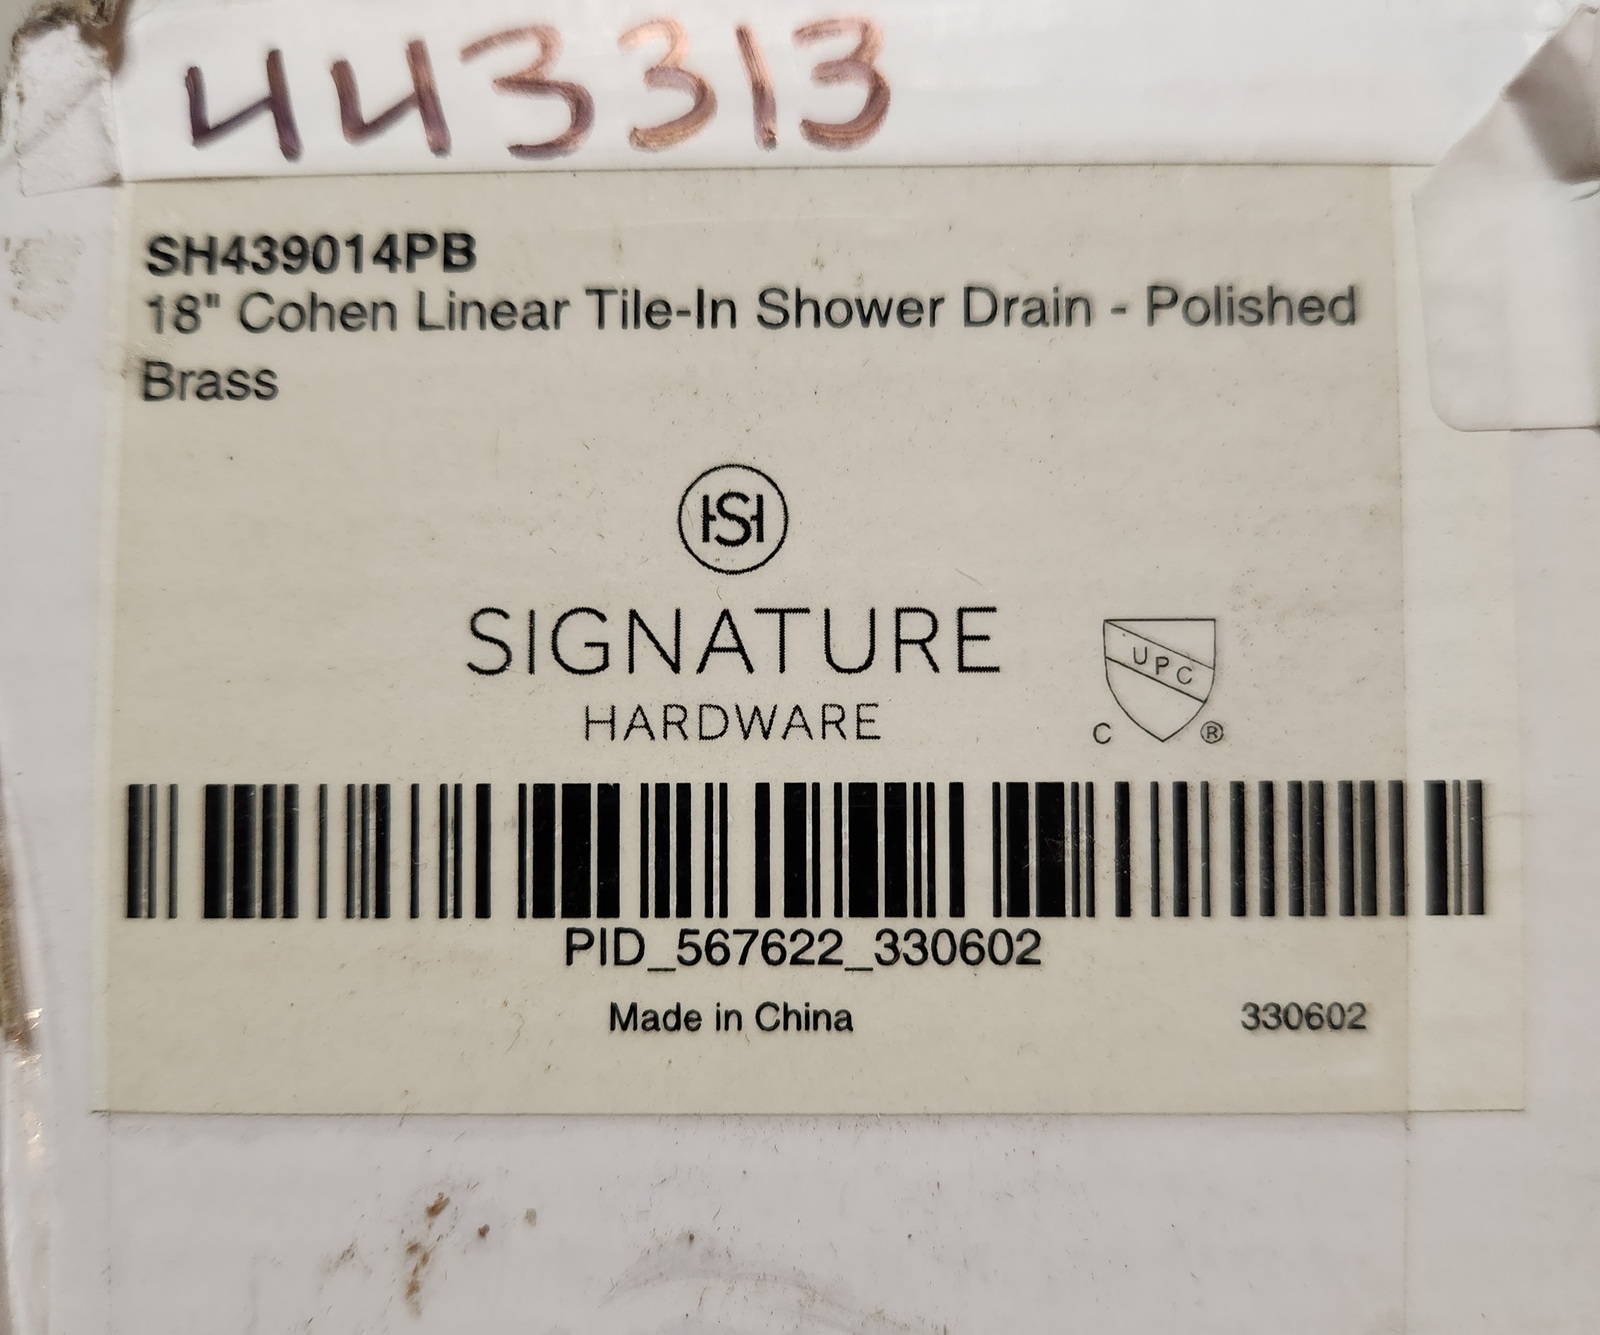 443313
SH439014PB
18" Cohen Linear Tile-In Shower Drain - Polished
Brass
SH
SIGNATURE
HARDWARE
UPC
C ®
PID_567622_330602
Made in China
330602